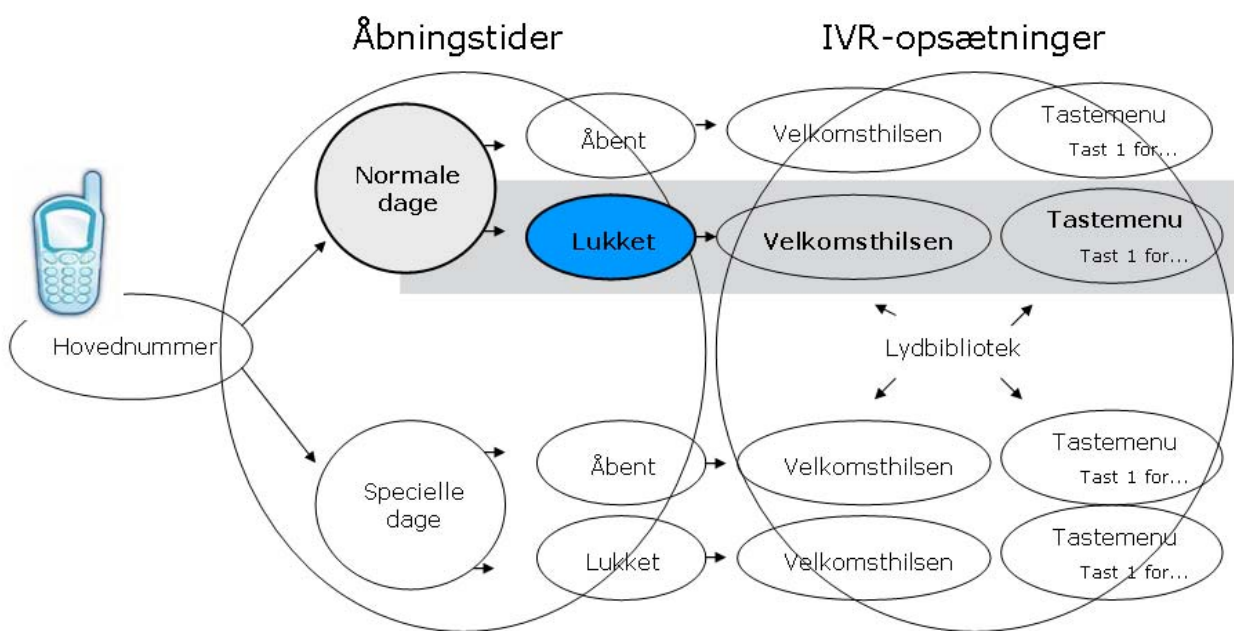 Åbningstider
IVR-opsætninger
Åbent
Velkomsthilsen
Tastemenu
Tast 1 for...
Normale
dage
Lukket
Velkomsthilsen
Tastemenu
Tast 1 for...
Hovednummer
Lydbibliotek
Specielle
dage
Åbent
Velkomsthilsen
Tastemenu
Tast 1 for...
Lukket
Velkomsthilsen
Tastemenu
Tast 1 for...